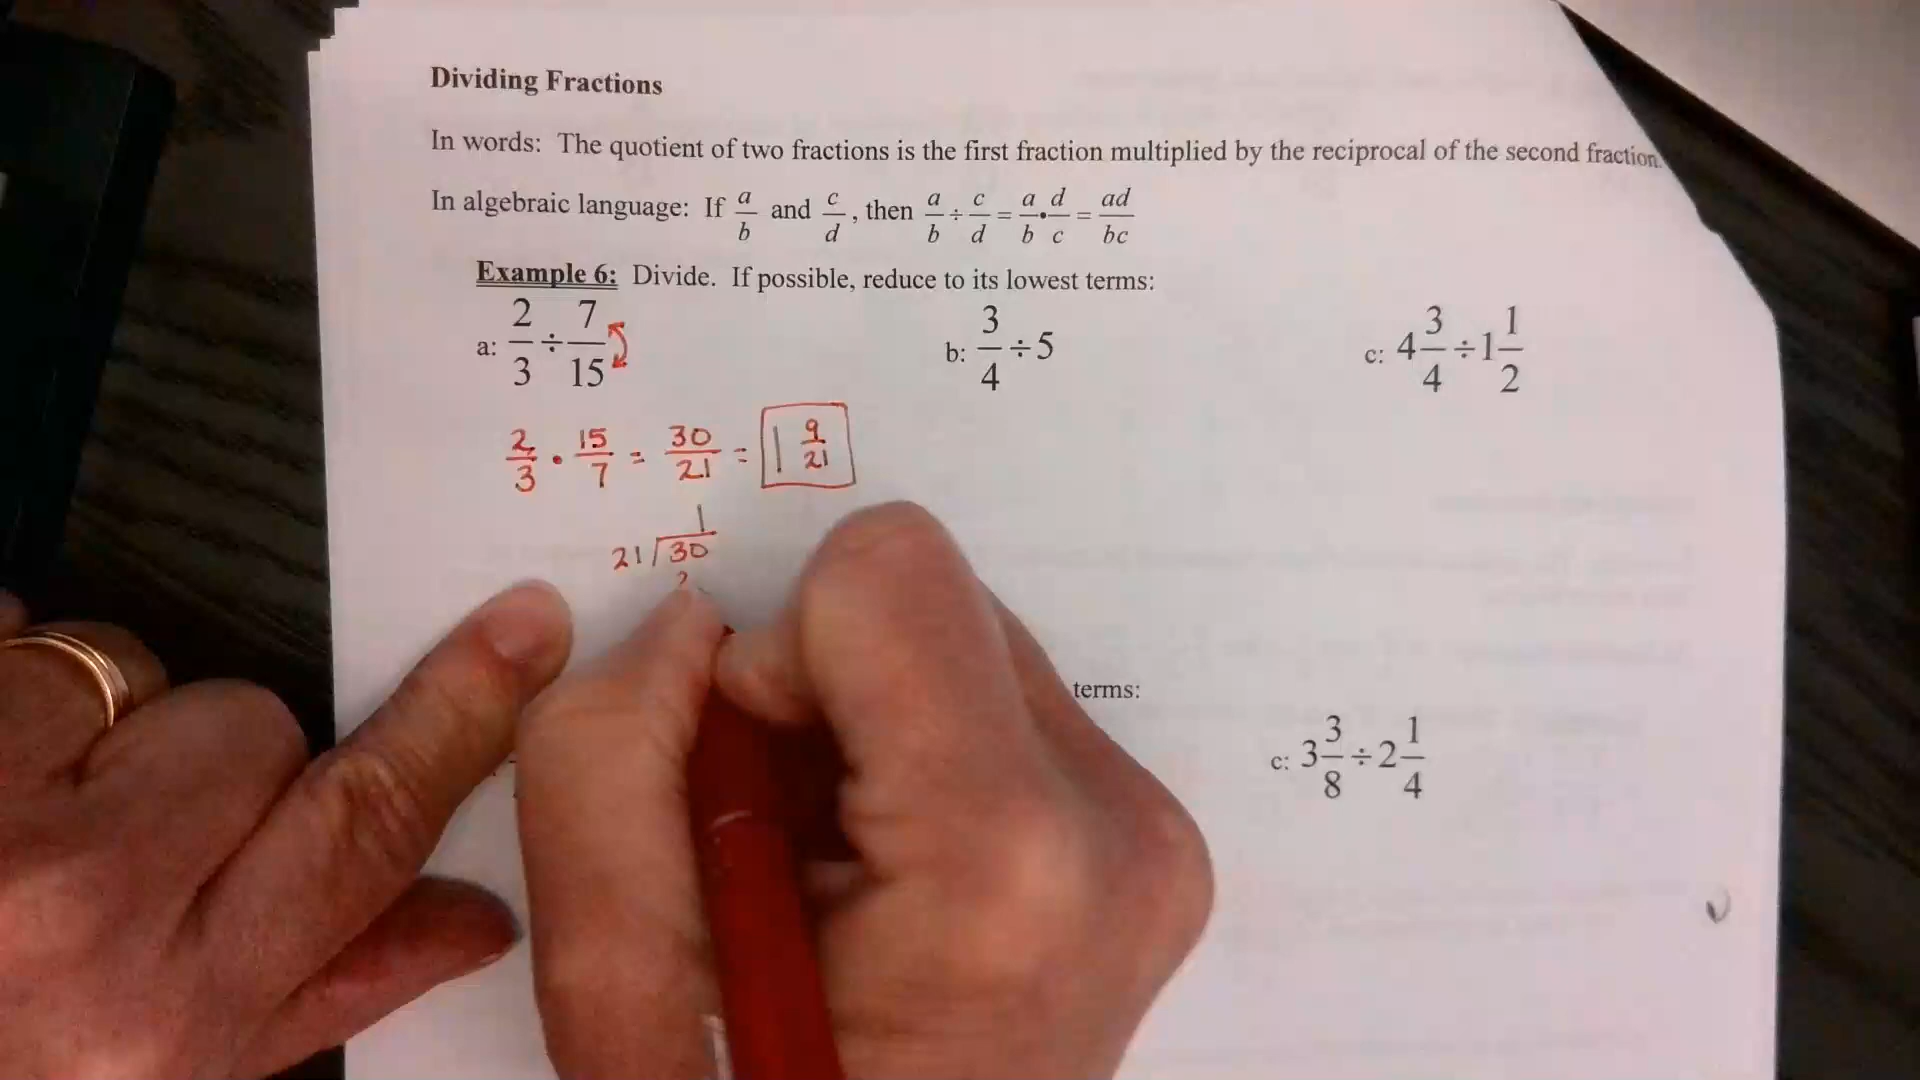 Dividing Fractions
In words: The quotient of two fractions is the first fraction multiplied by the reciprocal of the second fraction.
In algebraic language: If a/b and c/d, then a/b ÷ c/d = a/b · d/c = ad/bc
Example 6: Divide. If possible, reduce to its lowest terms:
a: 2/3 ÷ 7/15 b: 3/4 ÷ 5 c: 4 3/4 ÷ 1 1/2
2/3 · 15/7 = 30/21 = 1 9/21
1
21 30
terms:
c: 3 3/8 ÷ 2 1/4